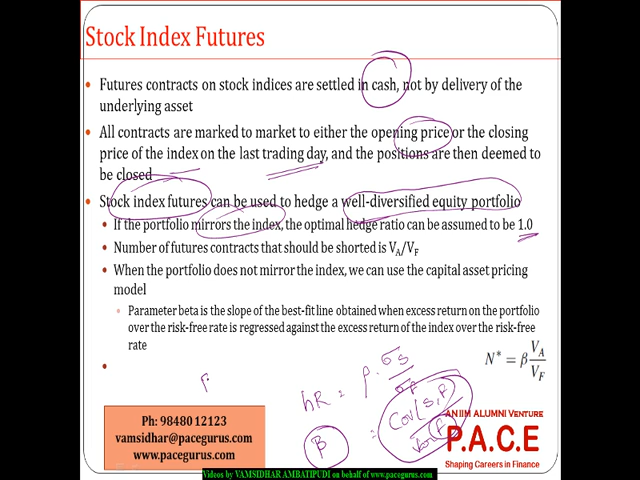 Stock Index Futures
Futures contracts on stock indices are settled in cash, not by delivery of the
underlying asset
All contracts are marked to market to either the opening price or the closing
price of the index on the last trading day, and the positions are then deemed to
be closed
Stock index futures can be used to hedge a well-diversified equity portfolio
If the portfolio mirrors the index, the optimal hedge ratio can be assumed to be 1.0
Number of futures contracts that should be shorted is V_A/V_F
When the portfolio does not mirror the index, we can use the capital asset pricing
model
Parameter beta is the slope of the best-fit line obtained when excess return on the portfolio
over the risk-free rate is regressed against the excess return of the index over the risk-free
rate
N* = β V_A/V_F
hR = ρ · σ_S/σ_F
β = Cov(S,F)/Var(F)
Ph: 98480 12123
vamsidhar@pacegurus.com
www.pacegurus.com
AN IIM ALUMNI VENTURE
P.A.C.E
Shaping Careers in Finance
Videos by VAMSIDHAR AMBATIPUDI on behalf of www.pacegurus.com